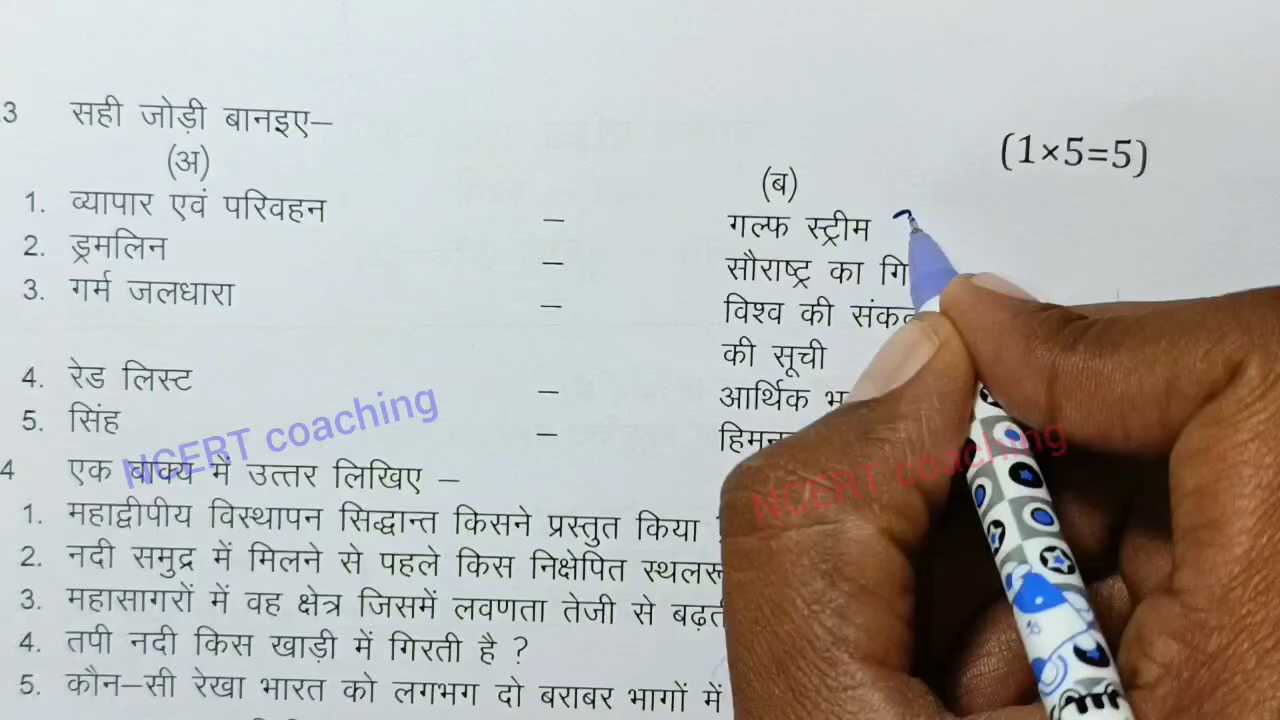 3 सही जोड़ी बानइए–
(1×5=5)
(अ) (ब)
1. व्यापार एवं परिवहन – गल्फ स्ट्रीम
2. ड्रमलिन – सौराष्ट्र का
3. गर्म जलधारा – विश्व की
की सूची
4. रेड लिस्ट – आर्थिक
5. सिंह –
NCERT coaching
NCERT coaching
4 एक वाक्य में उत्तर लिखिए –
1. महाद्वीपीय विस्थापन सिद्धान्त किसने प्रस्तुत किया
2. नदी समुद्र में मिलने से पहले किस निक्षेपित
3. महासागरों में वह क्षेत्र जिसमें लवणता तेजी से
4. तपी नदी किस खाड़ी में गिरती है ?
5. कौन–सी रेखा भारत को लगभग दो बराबर भागों में